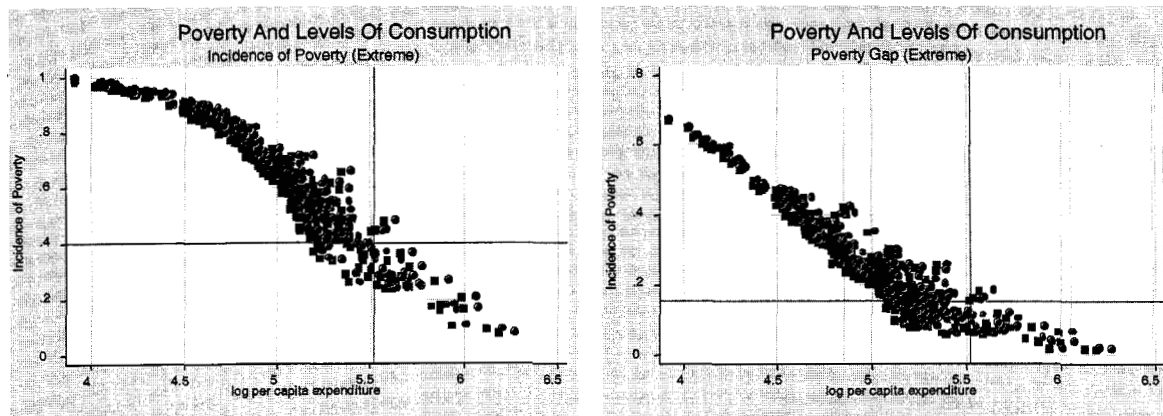 Poverty And Levels Of Consumption
Incidence of Poverty (Extreme)
Incidence of Poverty
1
.8
.6
.4
.2
0
4
4.5
5
5.5
6
6.5
log per capita expenditure
Poverty And Levels Of Consumption
Poverty Gap (Extreme)
Incidence of Poverty
.8
.6
.4
.2
0
4
4.5
5
5.5
6
6.5
log per capita expenditure